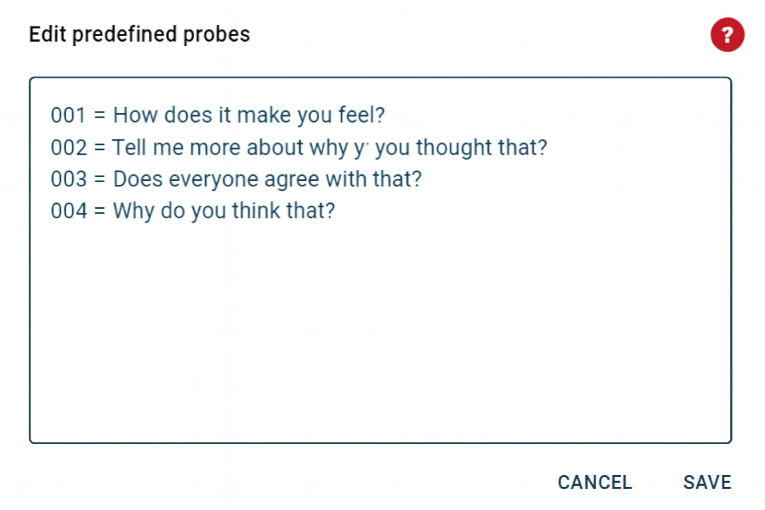 Edit predefined probes
?
001 = How does it make you feel?
002 = Tell me more about why y you thought that?
003 = Does everyone agree with that?
004 = Why do you think that?
CANCEL SAVE